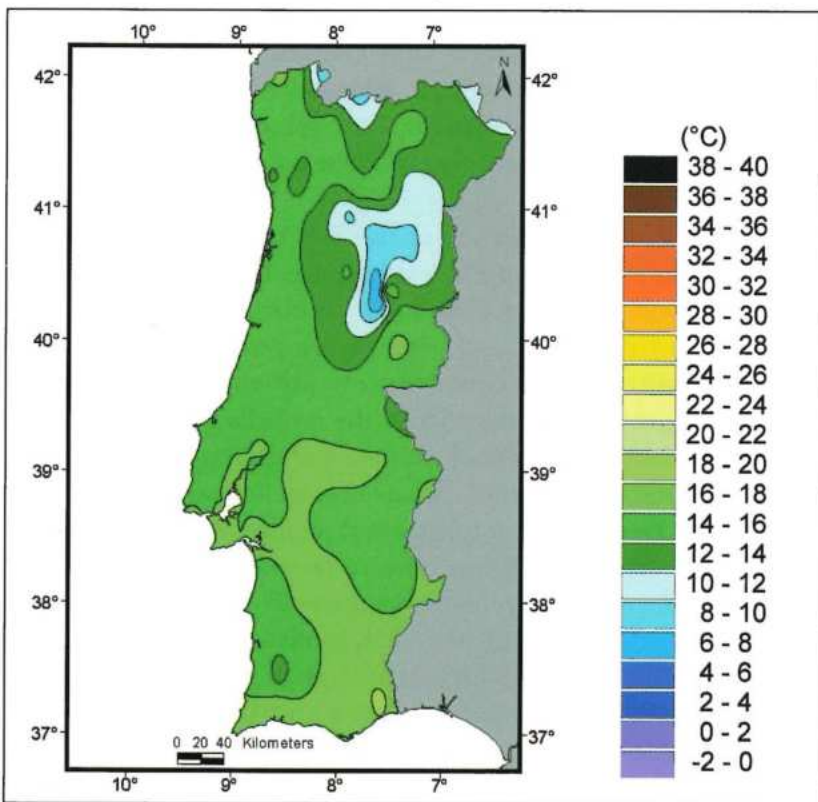 10° 9° 8° 7°
N
42° 42°
(°C)
38 - 40
36 - 38
41° 41°
34 - 36
32 - 34
30 - 32
28 - 30
40° 40°
26 - 28
24 - 26
22 - 24
20 - 22
39° 39°
18 - 20
16 - 18
14 - 16
12 - 14
38° 38°
10 - 12
8 - 10
6 - 8
4 - 6
2 - 4
37° 37°
0 - 2
0 20 40 Kilometers
-2 - 0
10° 9° 8° 7°